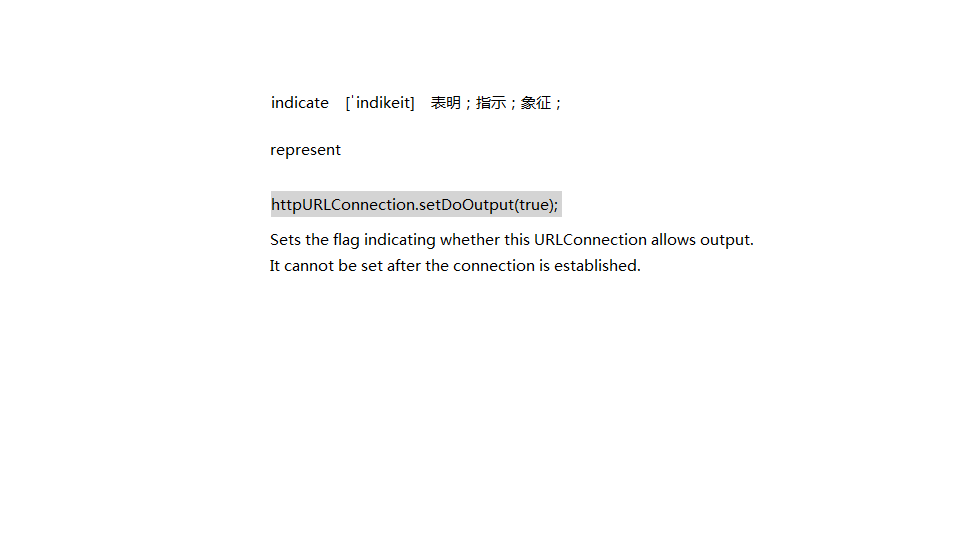 indicate [ˈindikeit] 表明；指示；象征；
represent
httpURLConnection.setDoOutput(true);
Sets the flag indicating whether this URLConnection allows output.
It cannot be set after the connection is established.